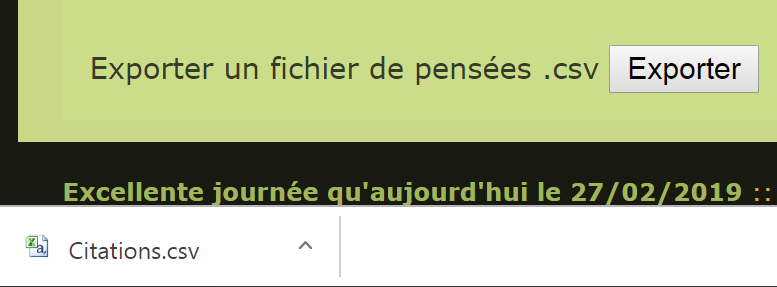 Exporter un fichier de pensées .csv Exporter
Excellente journée qu'aujourd'hui le 27/02/2019 ::
Citations.csv